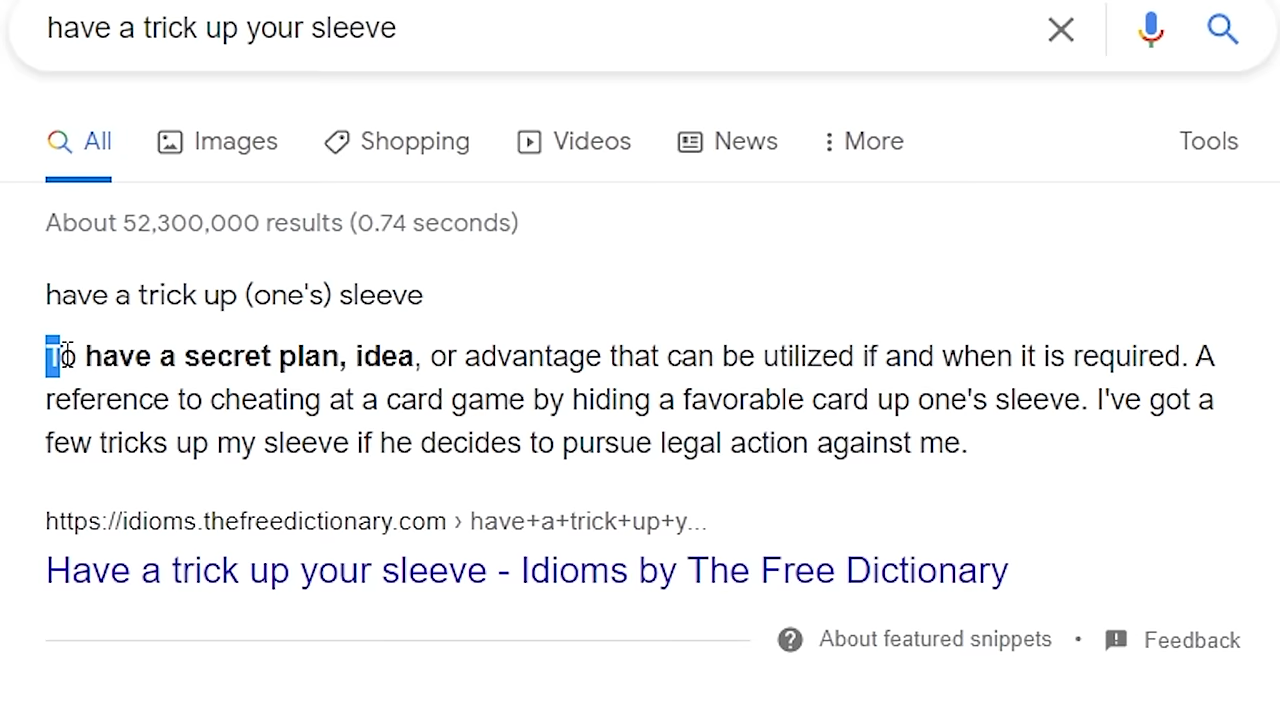 have a trick up your sleeve
All Images Shopping Videos News More Tools
About 52,300,000 results (0.74 seconds)
have a trick up (one's) sleeve
To have a secret plan, idea, or advantage that can be utilized if and when it is required. A
reference to cheating at a card game by hiding a favorable card up one's sleeve. I've got a
few tricks up my sleeve if he decides to pursue legal action against me.
https://idioms.thefreedictionary.com › have+a+trick+up+y...
Have a trick up your sleeve - Idioms by The Free Dictionary
About featured snippets • Feedback